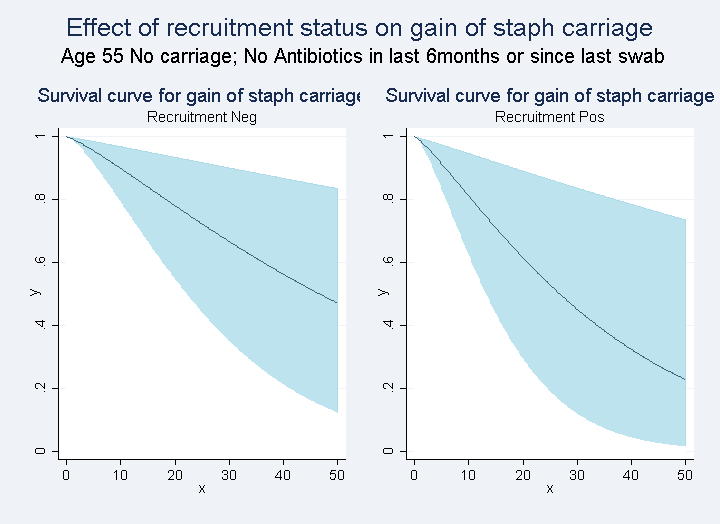 Effect of recruitment status on gain of staph carriage
Age 55 No carriage; No Antibiotics in last 6months or since last swab
Survival curve for gain of staph carriage
Recruitment Neg
1
.8
.6
.4
.2
0
y
0 10 20 30 40 50
x
Survival curve for gain of staph carriage
Recruitment Pos
1
.8
.6
.4
.2
0
y
0 10 20 30 40 50
x